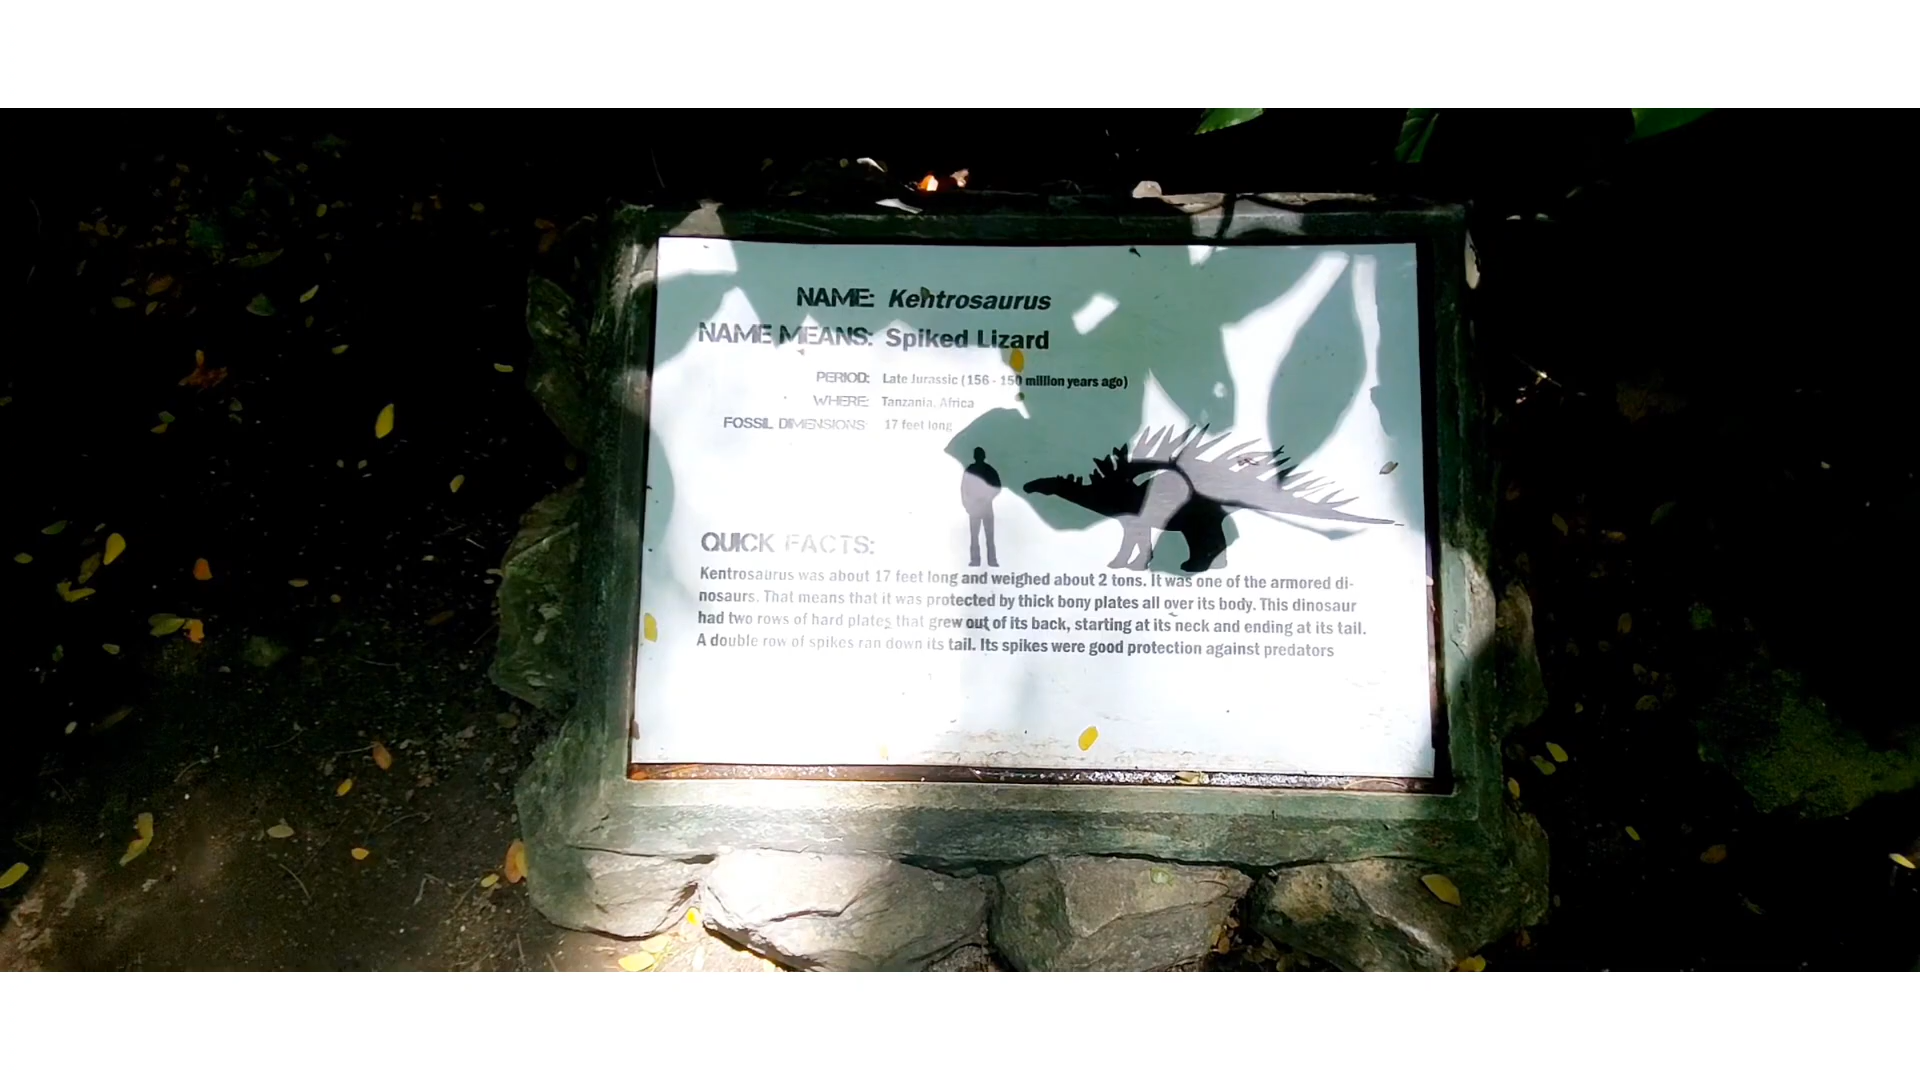 NAME: Kentrosaurus
NAME MEANS: Spiked Lizard
PERIOD: Late Jurassic (156 - 150 million years ago)
WHERE: Tanzania, Africa
FOSSIL DIMENSIONS: 17 feet long
QUICK FACTS:
Kentrosaurus was about 17 feet long and weighed about 2 tons. It was one of the armored di-
nosaurs. That means that it was protected by thick bony plates all over its body. This dinosaur
had two rows of hard plates that grew out of its back, starting at its neck and ending at its tail.
A double row of spikes ran down its tail. Its spikes were good protection against predators